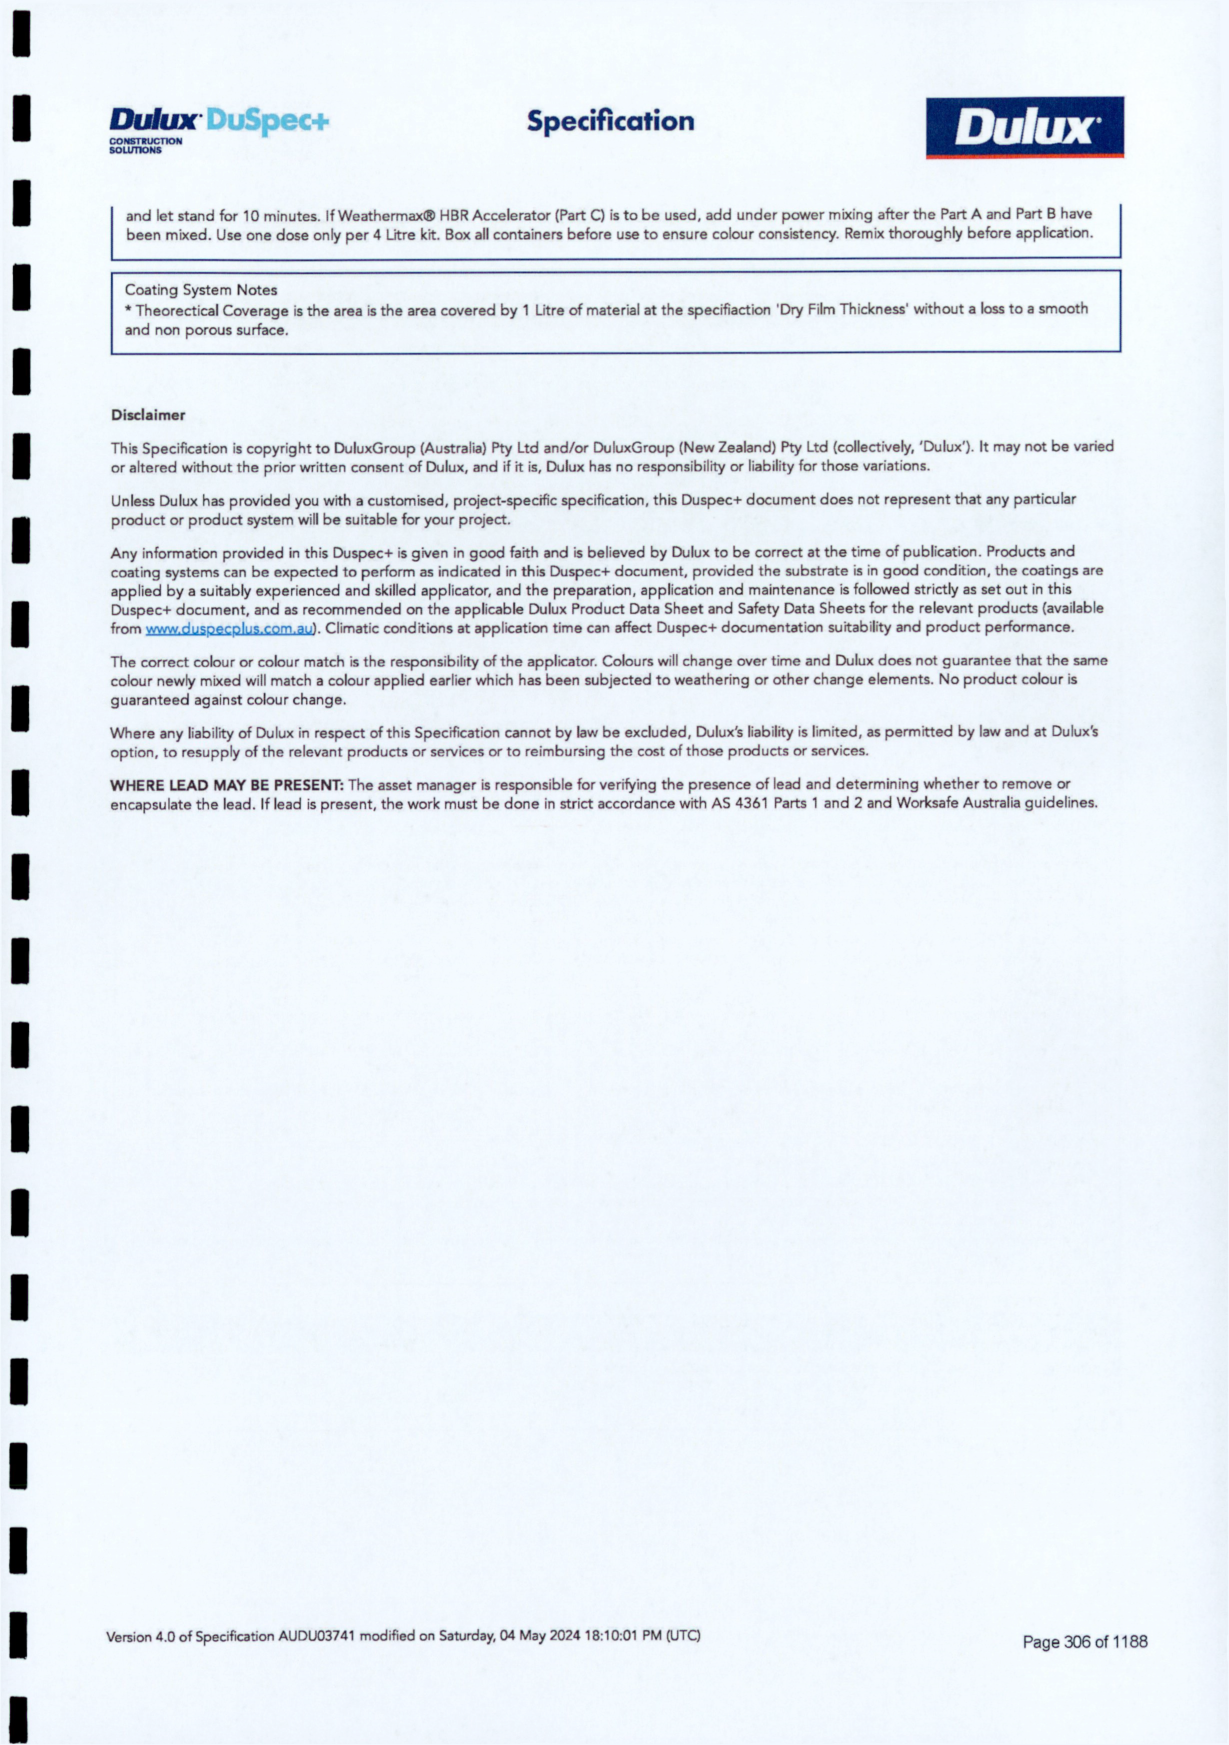 Dulux DuSpec+
CONSTRUCTION
SOLUTIONS
Specification
Dulux
and let stand for 10 minutes. If Weathermax® HBR Accelerator (Part C) is to be used, add under power mixing after the Part A and Part B have
been mixed. Use one dose only per 4 Litre kit. Box all containers before use to ensure colour consistency. Remix thoroughly before application.
Coating System Notes
* Theorectical Coverage is the area is the area covered by 1 Litre of material at the specifiaction 'Dry Film Thickness' without a loss to a smooth
and non porous surface.
Disclaimer
This Specification is copyright to DuluxGroup (Australia) Pty Ltd and/or DuluxGroup (New Zealand) Pty Ltd (collectively, 'Dulux'). It may not be varied
or altered without the prior written consent of Dulux, and if it is, Dulux has no responsibility or liability for those variations.
Unless Dulux has provided you with a customised, project-specific specification, this Duspec+ document does not represent that any particular
product or product system will be suitable for your project.
Any information provided in this Duspec+ is given in good faith and is believed by Dulux to be correct at the time of publication. Products and
coating systems can be expected to perform as indicated in this Duspec+ document, provided the substrate is in good condition, the coatings are
applied by a suitably experienced and skilled applicator, and the preparation, application and maintenance is followed strictly as set out in this
Duspec+ document, and as recommended on the applicable Dulux Product Data Sheet and Safety Data Sheets for the relevant products (available
from www.duspecplus.com.au). Climatic conditions at application time can affect Duspec+ documentation suitability and product performance.
The correct colour or colour match is the responsibility of the applicator. Colours will change over time and Dulux does not guarantee that the same
colour newly mixed will match a colour applied earlier which has been subjected to weathering or other change elements. No product colour is
guaranteed against colour change.
Where any liability of Dulux in respect of this Specification cannot by law be excluded, Dulux's liability is limited, as permitted by law and at Dulux's
option, to resupply of the relevant products or services or to reimbursing the cost of those products or services.
WHERE LEAD MAY BE PRESENT: The asset manager is responsible for verifying the presence of lead and determining whether to remove or
encapsulate the lead. If lead is present, the work must be done in strict accordance with AS 4361 Parts 1 and 2 and Worksafe Australia guidelines.
Version 4.0 of Specification AUDU03741 modified on Saturday, 04 May 2024 18:10:01 PM (UTC)
Page 306 of 1188